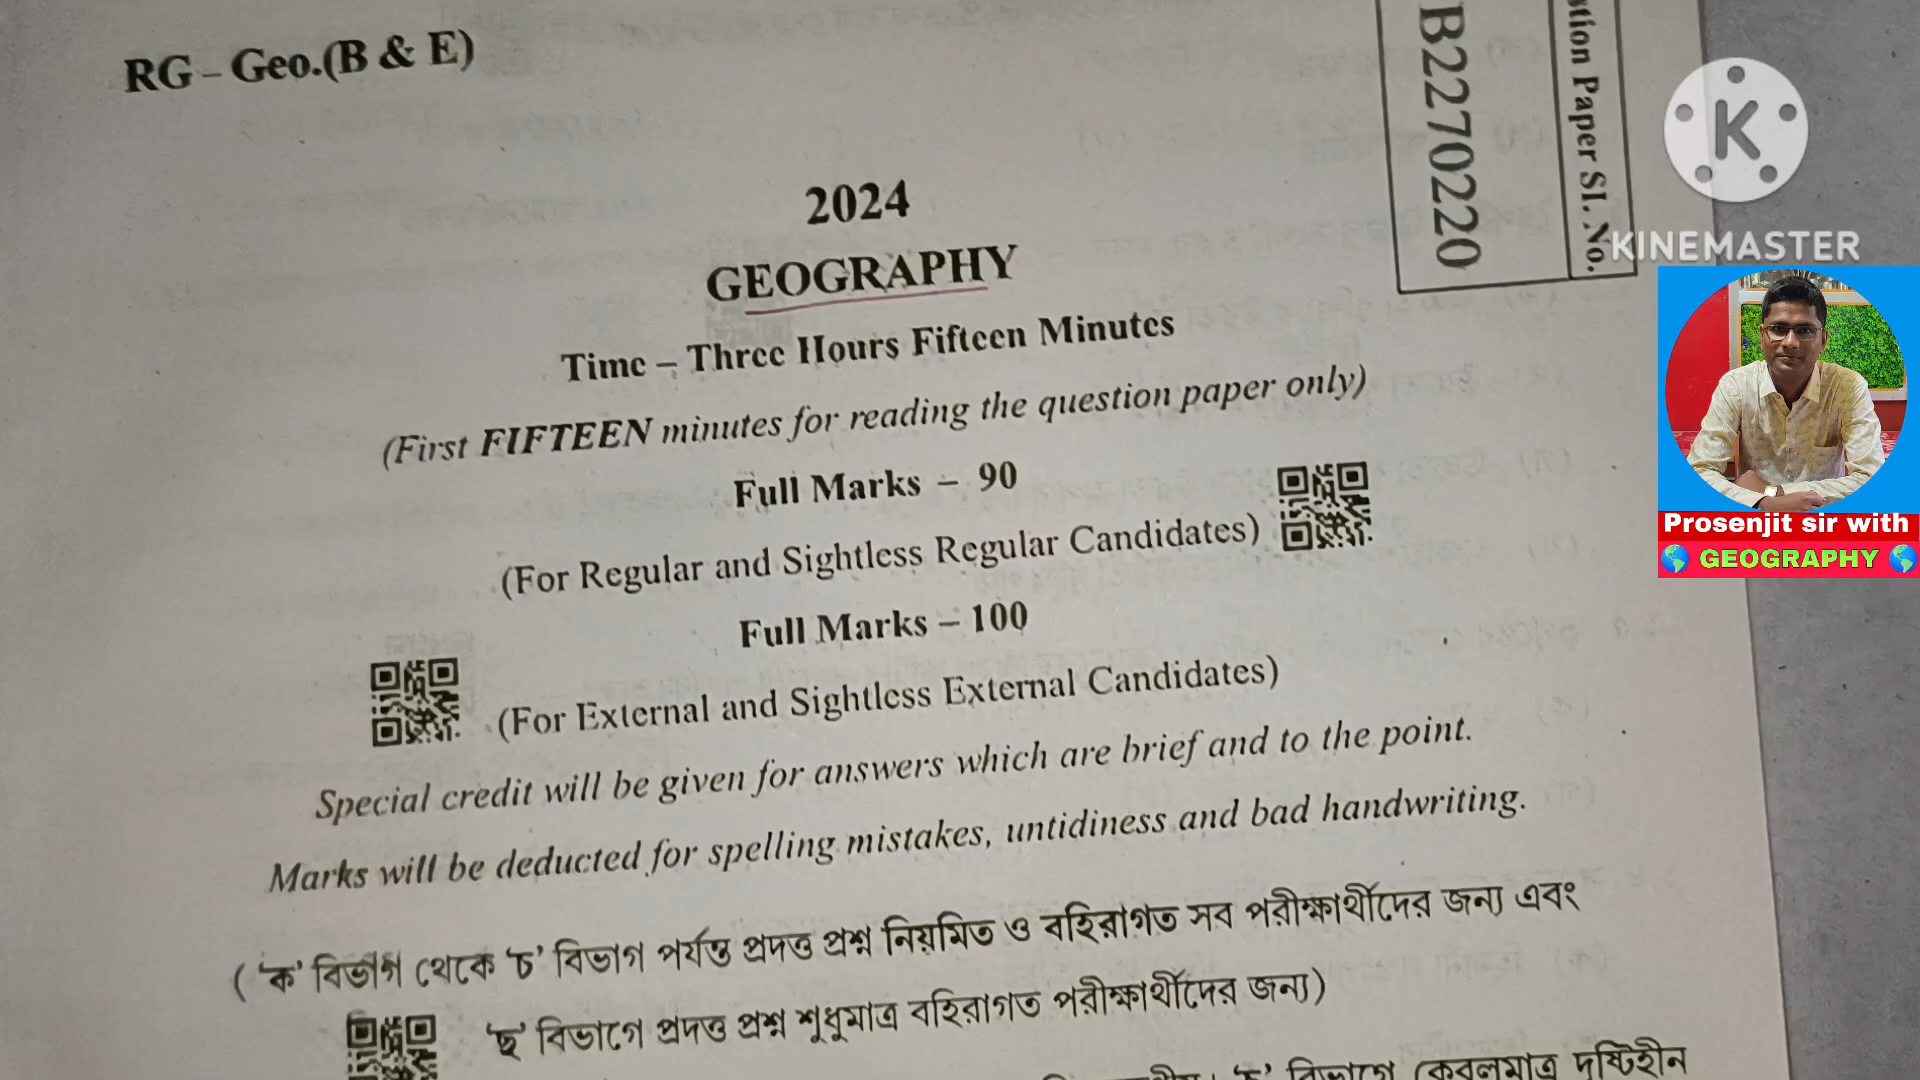 RG – Geo.(B & E)
B2270220
stion Paper Sl. No.
2024
GEOGRAPHY
Time – Three Hours Fifteen Minutes
(First FIFTEEN minutes for reading the question paper only)
Full Marks – 90
(For Regular and Sightless Regular Candidates)
Full Marks – 100
(For External and Sightless External Candidates)
Special credit will be given for answers which are brief and to the point.
Marks will be deducted for spelling mistakes, untidiness and bad handwriting.
( ‘ক’ বিভাগ থেকে ‘চ’ বিভাগ পর্যন্ত প্রদত্ত প্রশ্ন নিয়মিত ও বহিরাগত সব পরীক্ষার্থীদের জন্য এবং
‘ছ’ বিভাগে প্রদত্ত প্রশ্ন শুধুমাত্র বহিরাগত পরীক্ষার্থীদের জন্য)
বিভাগে কেবলমাত্র দৃষ্টিহীন
K
KINEMASTER
Prosenjit sir with
GEOGRAPHY